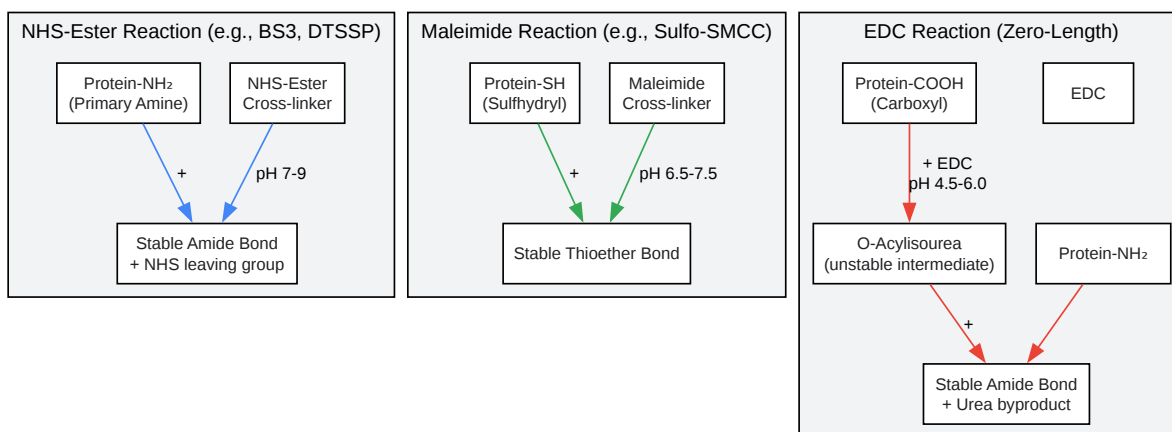 NHS-Ester Reaction (e.g., BS3, DTSSP)
Protein-NH₂
(Primary Amine)
NHS-Ester
Cross-linker
+
pH 7-9
Stable Amide Bond
+ NHS leaving group
Maleimide Reaction (e.g., Sulfo-SMCC)
Protein-SH
(Sulfhydryl)
Maleimide
Cross-linker
+
pH 6.5-7.5
Stable Thioether Bond
EDC Reaction (Zero-Length)
Protein-COOH
(Carboxyl)
EDC
+ EDC
pH 4.5-6.0
O-Acylisourea
(unstable intermediate)
Protein-NH₂
+
Stable Amide Bond
+ Urea byproduct